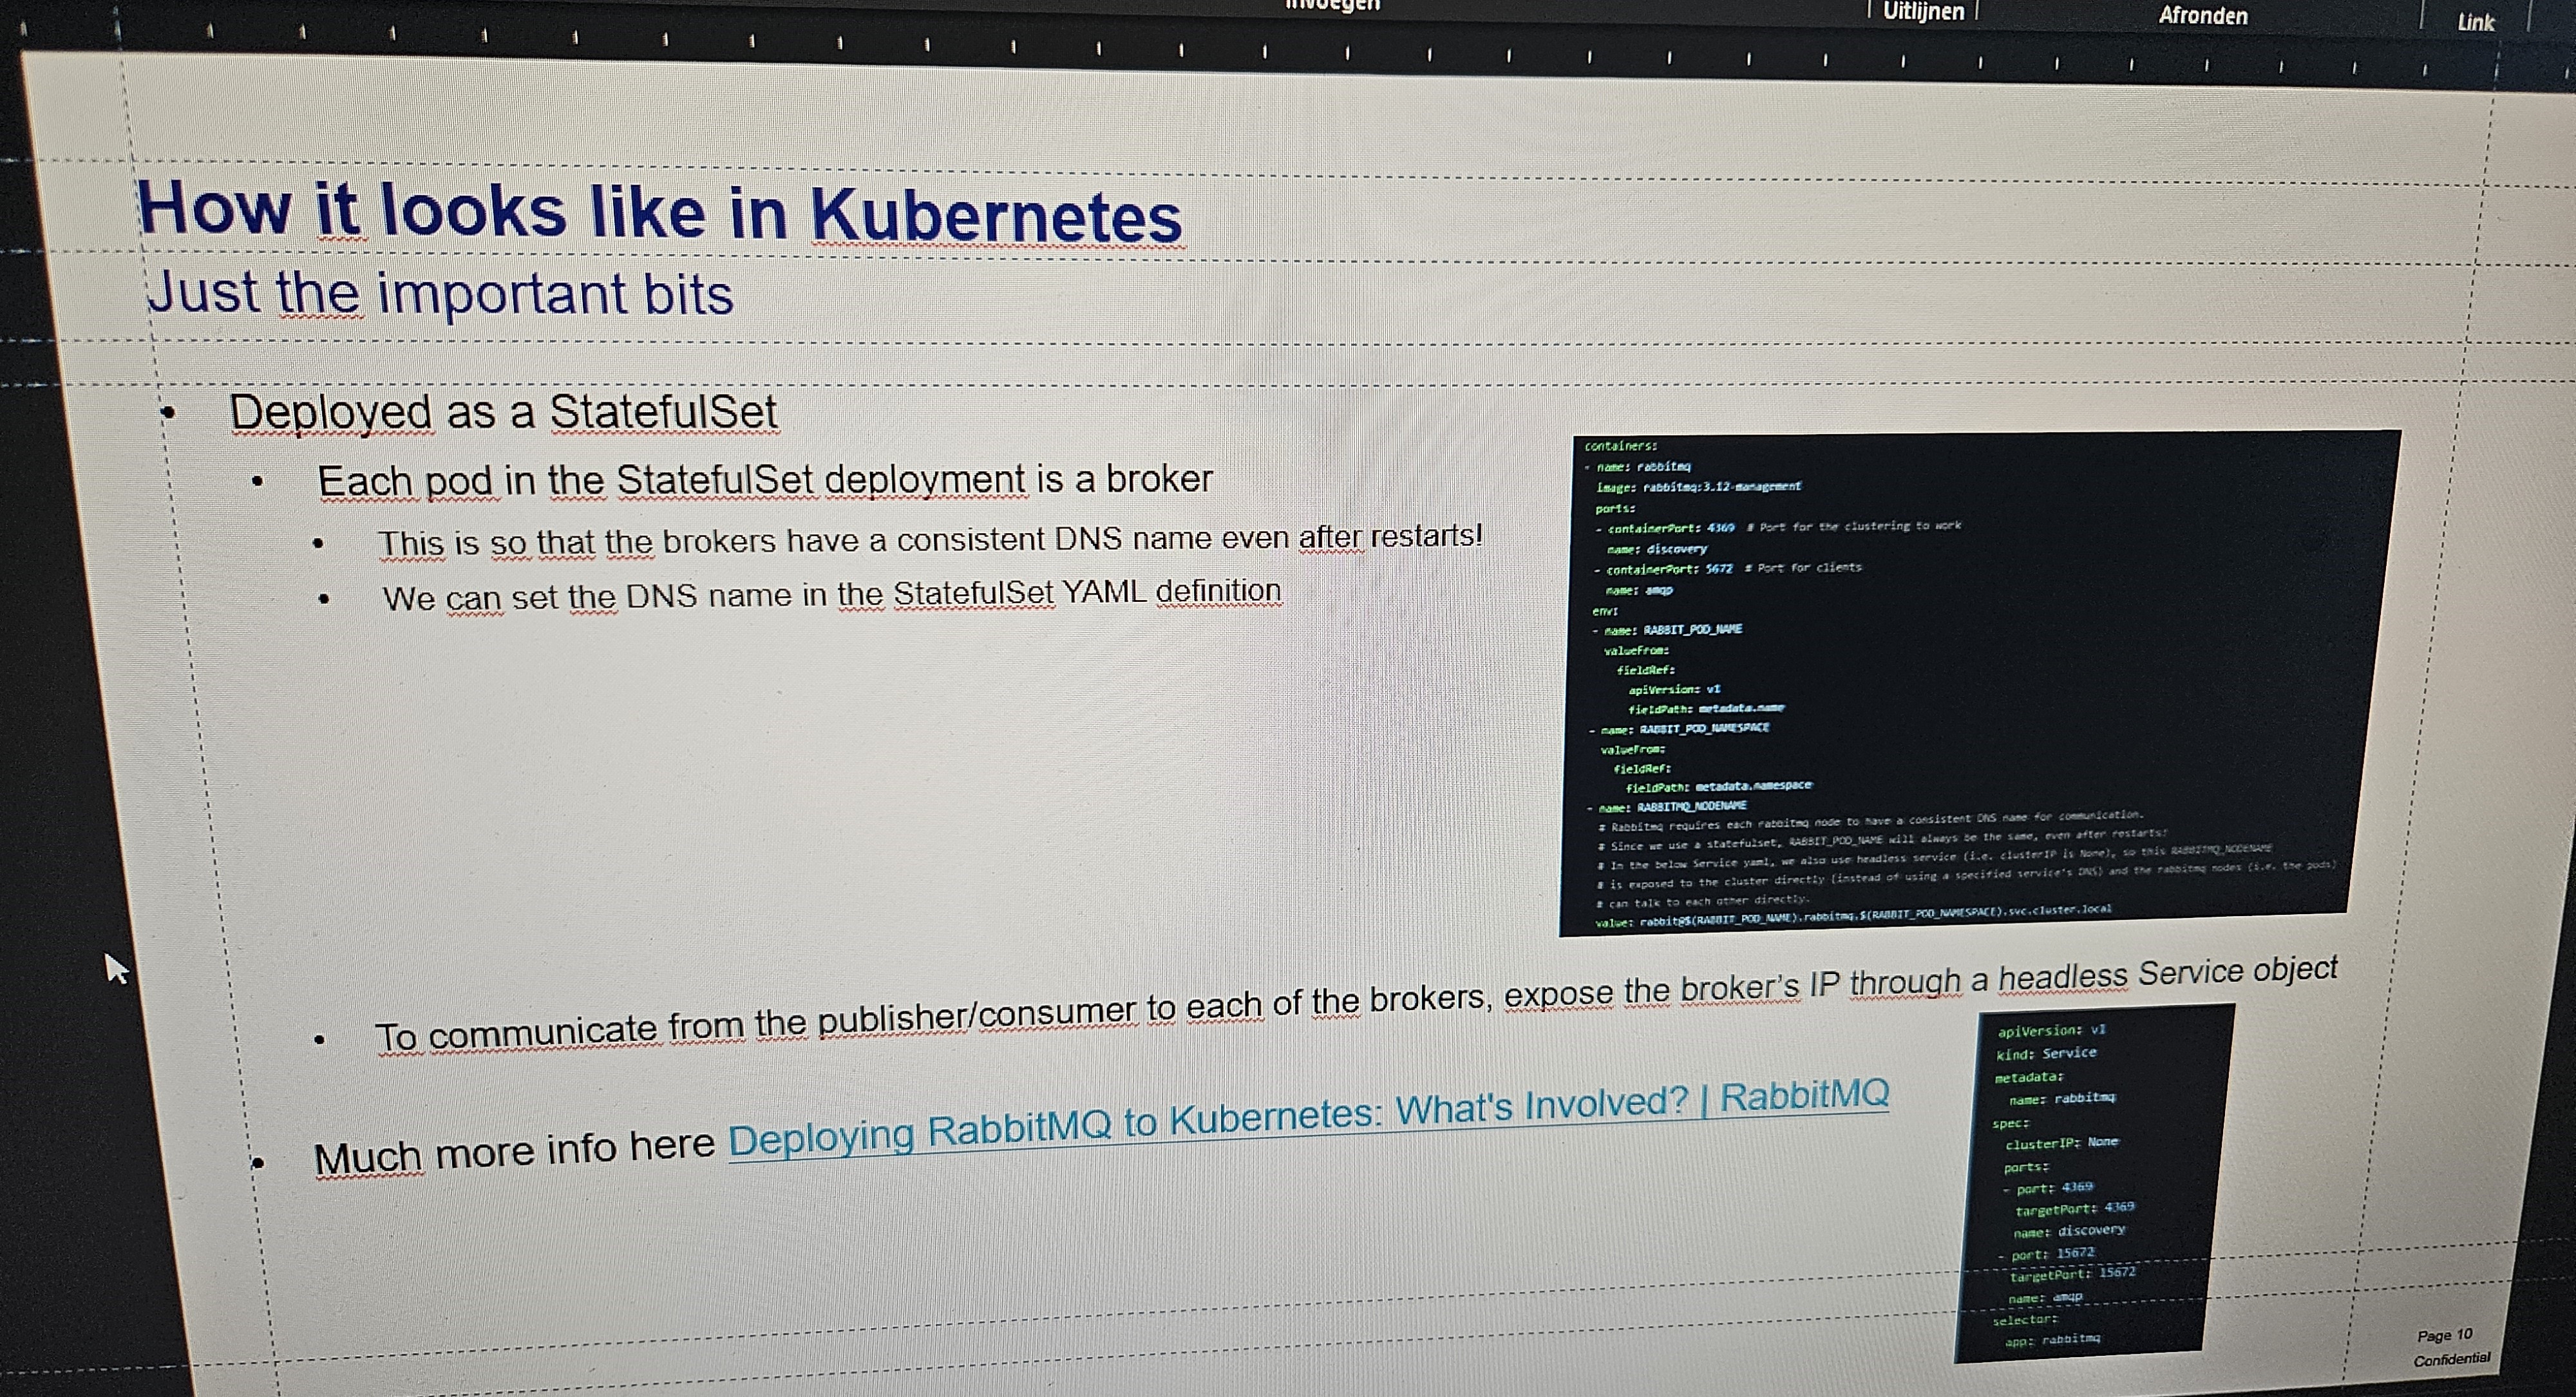 Invoegen
Uitlijnen
Afronden
Link
How it looks like in Kubernetes
Just the important bits
• Deployed as a StatefulSet
• Each pod in the StatefulSet deployment is a broker
• This is so that the brokers have a consistent DNS name even after restarts!
• We can set the DNS name in the StatefulSet YAML definition
containers:
- name: rabbitmq
image: rabbitmq:3.12-management
ports:
- containerPort: 4369 # Port for the clustering to work
name: discovery
- containerPort: 5672 # Port for clients
name: amqp
env:
- name: RABBIT_POD_NAME
valueFrom:
fieldRef:
apiVersion: v1
fieldPath: metadata.name
- name: RABBIT_POD_NAMESPACE
valueFrom:
fieldRef:
fieldPath: metadata.namespace
- name: RABBITMQ_NODENAME
# Rabbitmq requires each rabbitmq node to have a consistent DNS name for communication.
# Since we use a statefulset, RABBIT_POD_NAME will always be the same, even after restarts!
# In the below Service yaml, we also use headless service (i.e. clusterIP is None), so this RABBITMQ_NODENAME
# is exposed to the cluster directly (instead of using a specified service's DNS) and the rabbitmq nodes (i.e. the pods)
# can talk to each other directly.
value: rabbit@$(RABBIT_POD_NAME).rabbitmq.$(RABBIT_POD_NAMESPACE).svc.cluster.local
• To communicate from the publisher/consumer to each of the brokers, expose the broker's IP through a headless Service object
• Much more info here Deploying RabbitMQ to Kubernetes: What's Involved? | RabbitMQ
apiVersion: v1
kind: Service
metadata:
name: rabbitmq
spec:
clusterIP: None
ports:
- port: 4369
targetPort: 4369
name: discovery
- port: 15672
targetPort: 15672
name: amqp
selector:
app: rabbitmq
Page 10
Confidential